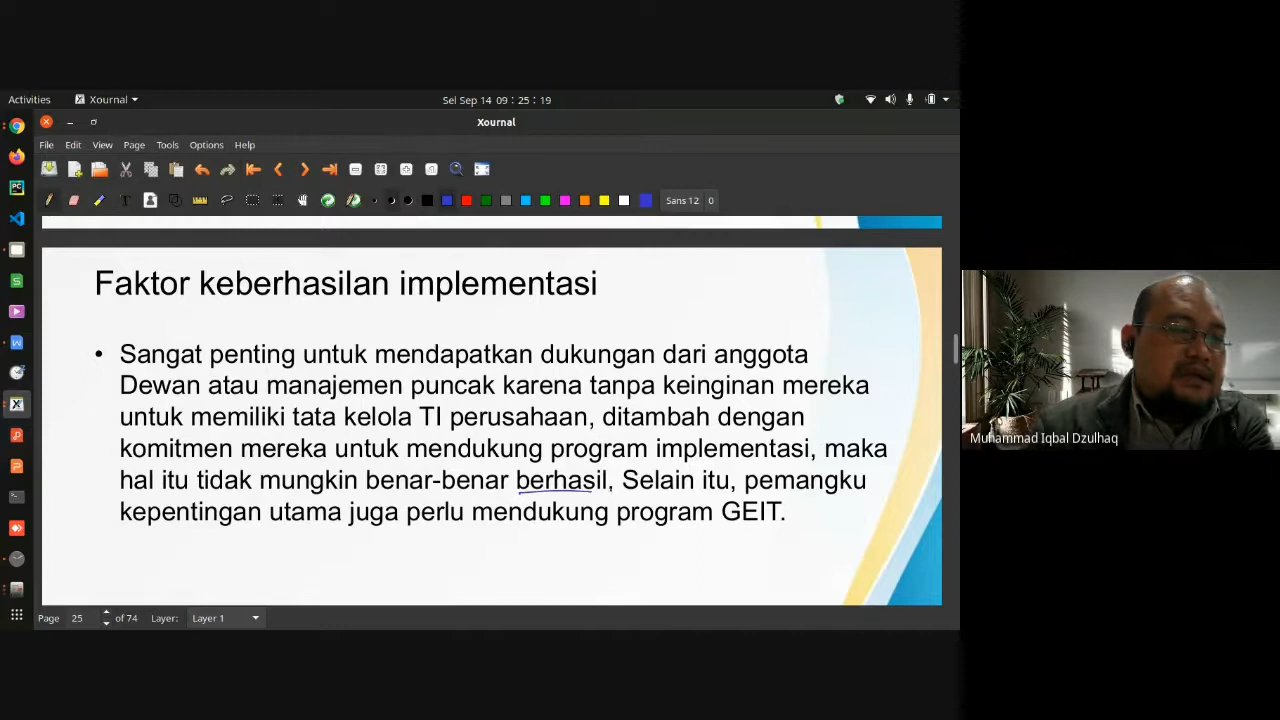 Activities Xournal Sel Sep 14 09:25:19
Xournal
File Edit View Page Tools Options Help
Sans 12 0
Faktor keberhasilan implementasi
• Sangat penting untuk mendapatkan dukungan dari anggota
Dewan atau manajemen puncak karena tanpa keinginan mereka
untuk memiliki tata kelola TI perusahaan, ditambah dengan
komitmen mereka untuk mendukung program implementasi, maka
hal itu tidak mungkin benar-benar berhasil, Selain itu, pemangku
kepentingan utama juga perlu mendukung program GEIT.
Muhammad Iqbal Dzulhaq
Page 25 of 74 Layer: Layer 1